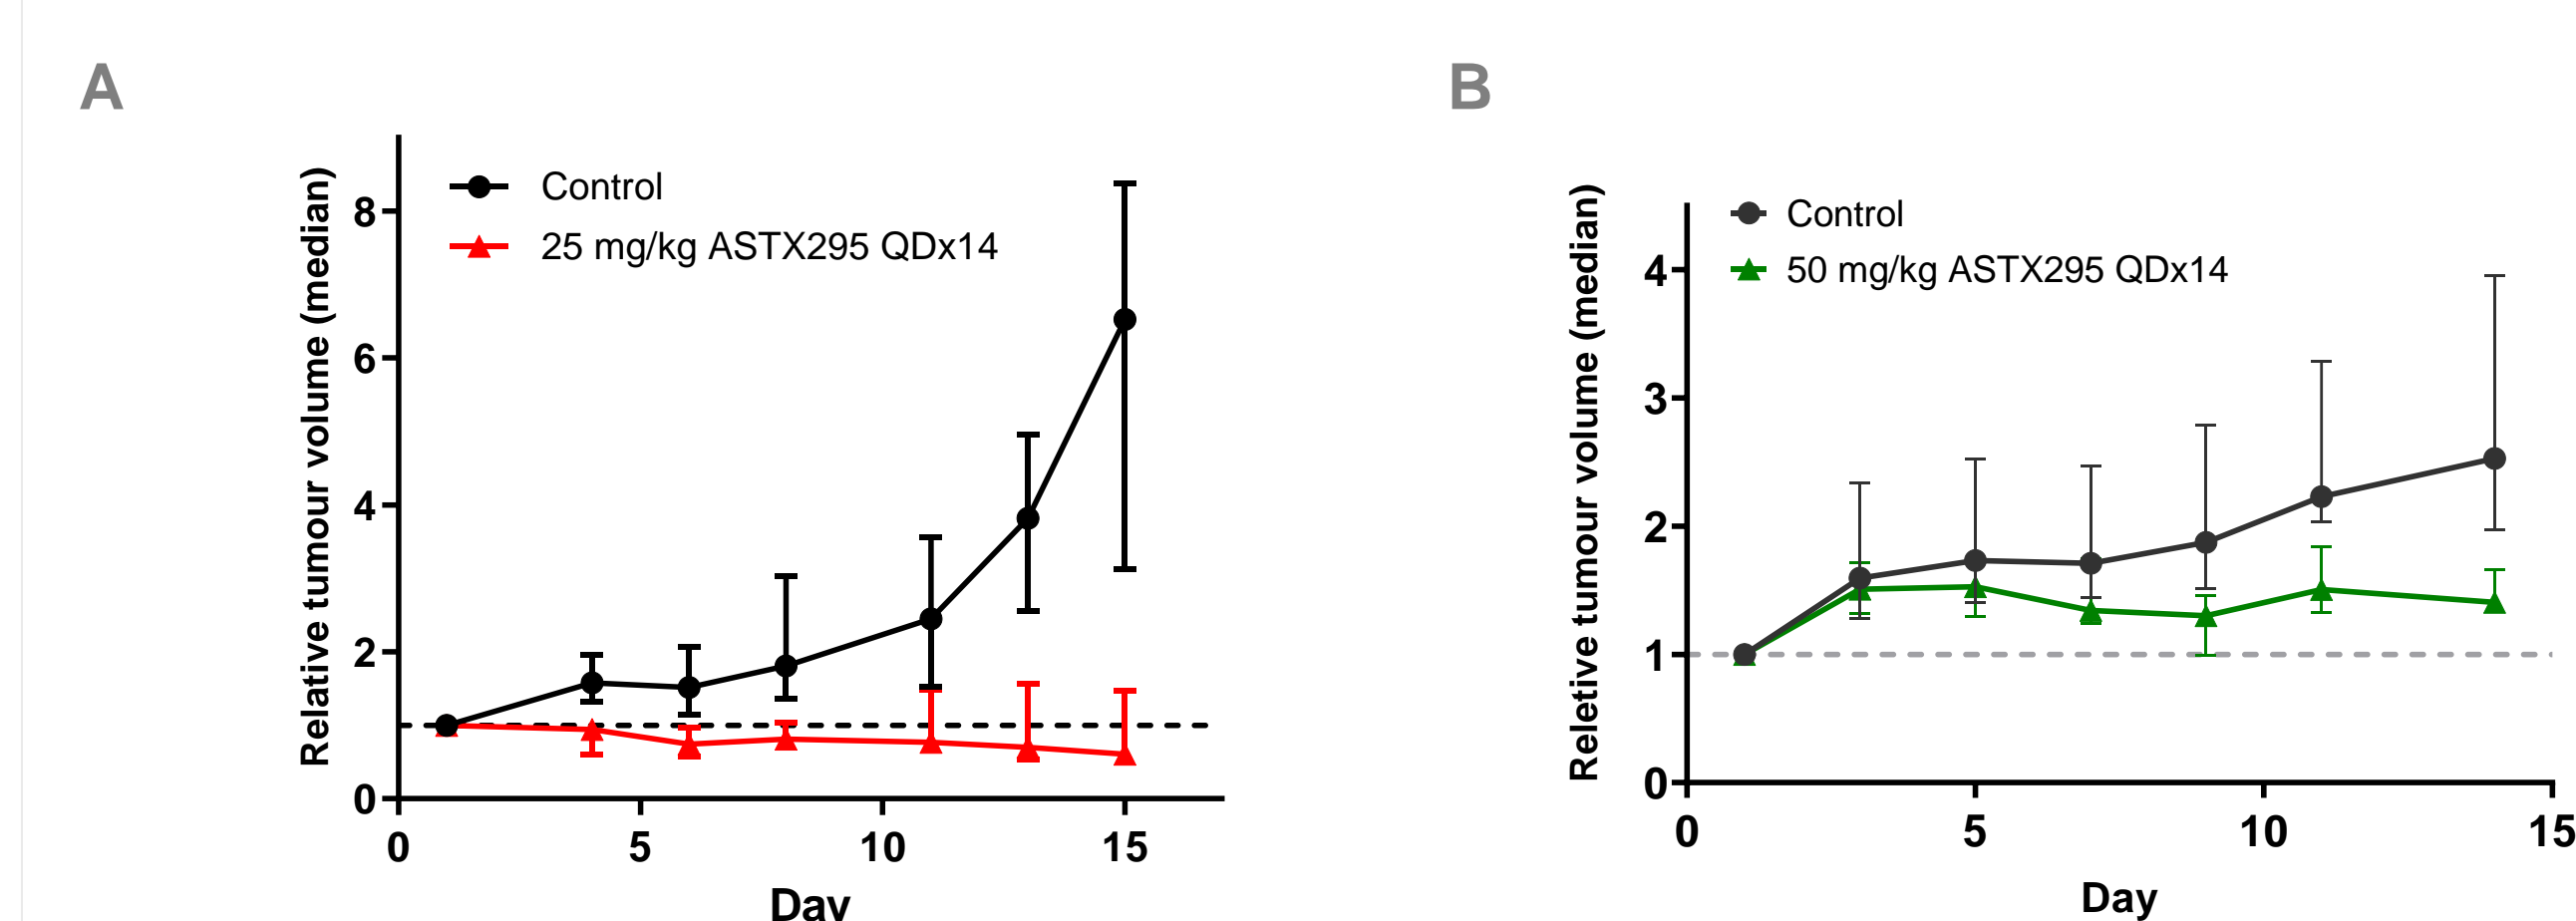 A
Relative tumour volume (median)
Control
25 mg/kg ASTX295 QDx14
8
6
4
2
0
0 5 10 15
Day
B
Reletive tumour volume (median)
Control
50 mg/kg ASTX295 QDx14
4
3
2
1
0
0 5 10 15
Day